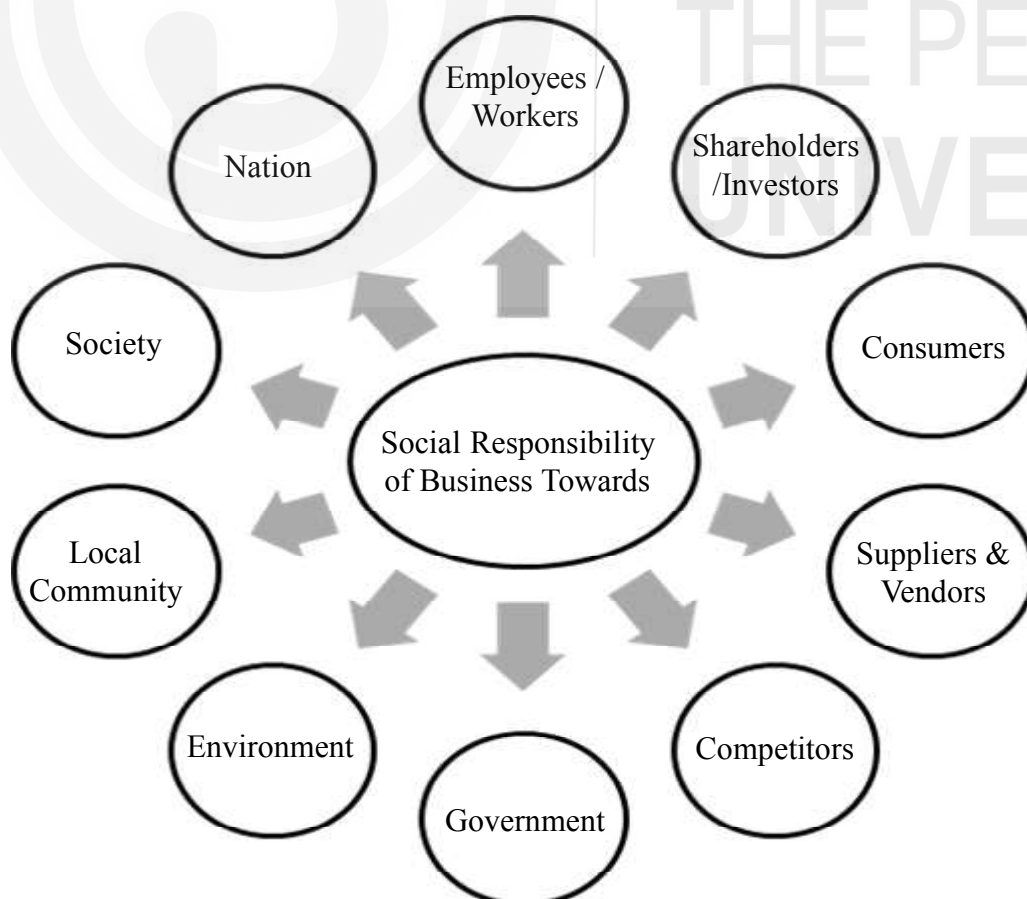 THE PE
UNIVE
Employees /
Workers
Shareholders
/Investors
Consumers
Suppliers &
Vendors
Competitors
Government
Environment
Local
Community
Society
Nation
Social Responsibility
of Business Towards